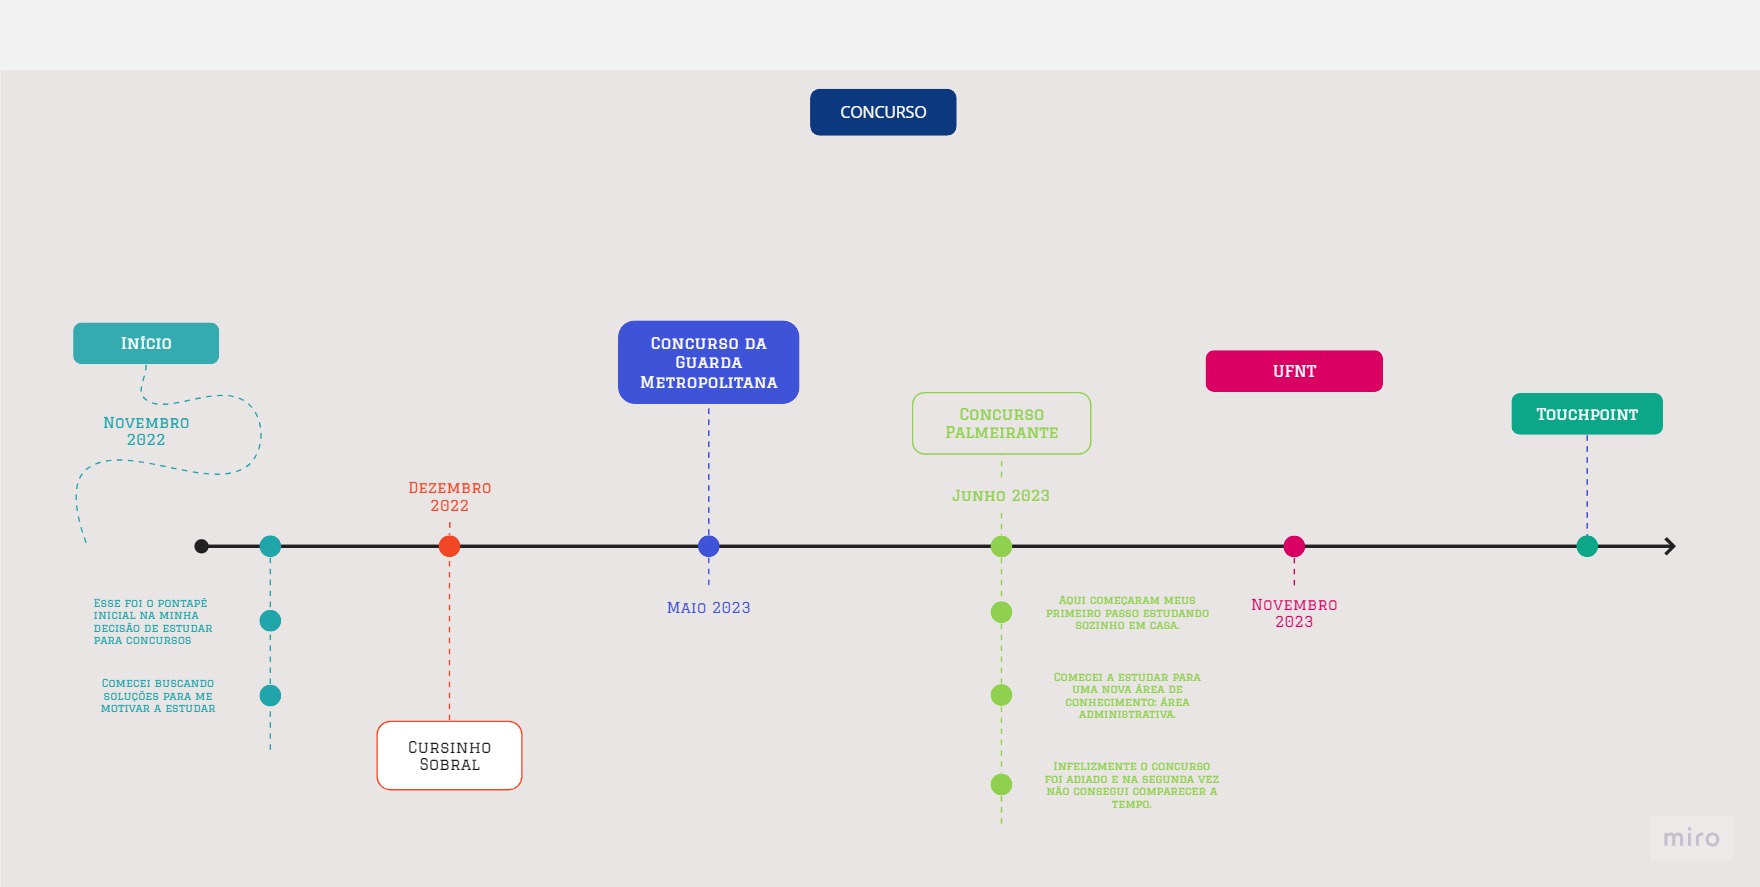 CONCURSO
Início
Novembro
2022
Esse foi o pontapé
inicial na minha
decisão de estudar
para concursos
Comecei buscando
soluções para me
motivar a estudar
Dezembro
2022
Cursinho
Sobral
Concurso da
Guarda
Metropolitana
Maio 2023
Concurso
Palmeirante
Junho 2023
Aqui começaram meus
primeiro passo estudando
sozinho em casa.
Comecei a estudar para
uma nova área de
conhecimento: área
administrativa.
Infelizmente o concurso
foi adiado e na segunda vez
não consegui comparecer a
tempo.
UFNT
Novembro
2023
Touchpoint
miro